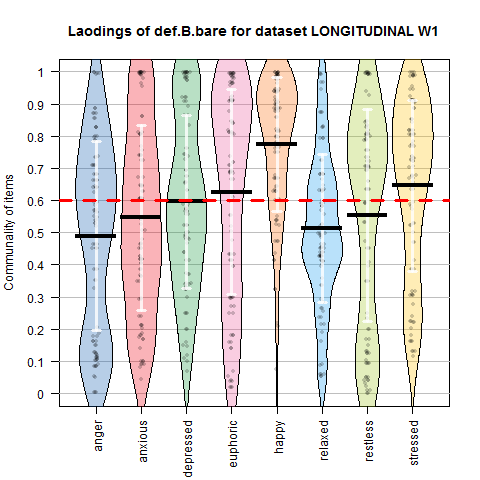 Laodings of def.B.bare for dataset LONGITUDINAL W1
Communality of items
1
0.9
0.8
0.7
0.6
0.5
0.4
0.3
0.2
0.1
0
anger
anxious
depressed
euphoric
happy
relaxed
restless
stressed